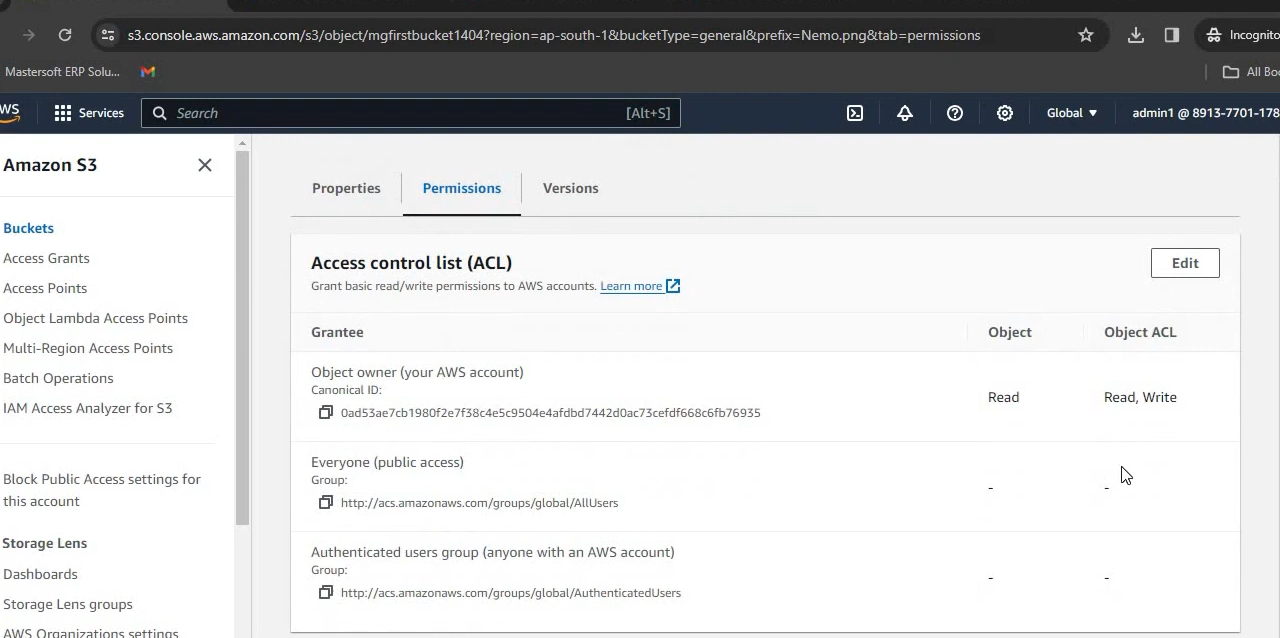 s3.console.aws.amazon.com/s3/object/mgfirstbucket1404?region=ap-south-1&bucketType=general&prefix=Nemo.png&tab=permissions
Incognito
Mastersoft ERP Solu...
All Boo
aws
Services
Search
[Alt+S]
Global
admin1 @ 8913-7701-178
Amazon S3
Buckets
Access Grants
Access Points
Object Lambda Access Points
Multi-Region Access Points
Batch Operations
IAM Access Analyzer for S3
Block Public Access settings for
this account
Storage Lens
Dashboards
Storage Lens groups
AWS Organizations settings
Properties
Permissions
Versions
Access control list (ACL)
Edit
Grant basic read/write permissions to AWS accounts. Learn more
Grantee
Object
Object ACL
Object owner (your AWS account)
Canonical ID:
0ad53ae7cb1980f2e7f38c4e5c9504e4afdbd7442d0ac73cefdf668c6fb76935
Read
Read, Write
Everyone (public access)
Group:
http://acs.amazonaws.com/groups/global/AllUsers
-
-
Authenticated users group (anyone with an AWS account)
Group:
http://acs.amazonaws.com/groups/global/AuthenticatedUsers
-
-